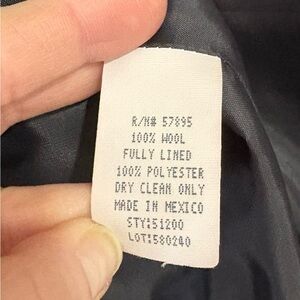 R/N# 57895
100% WOOL
FULLY LINED
100% POLYESTER
DRY CLEAN ONLY
MADE IN MEXICO
STY:51200
LOT:580240